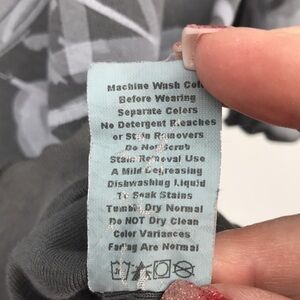 Machine Wash Cold
Before Wearing
Separate Colors
No Detergent Bleaches
or Stain Removers
Do Not Scrub
Stain Removal Use
A Mild Degreasing
Dishwashing Liquid
To Soak Stains
Tumble Dry Normal
Do NOT Dry Clean
Color Variances
Fading Are Normal